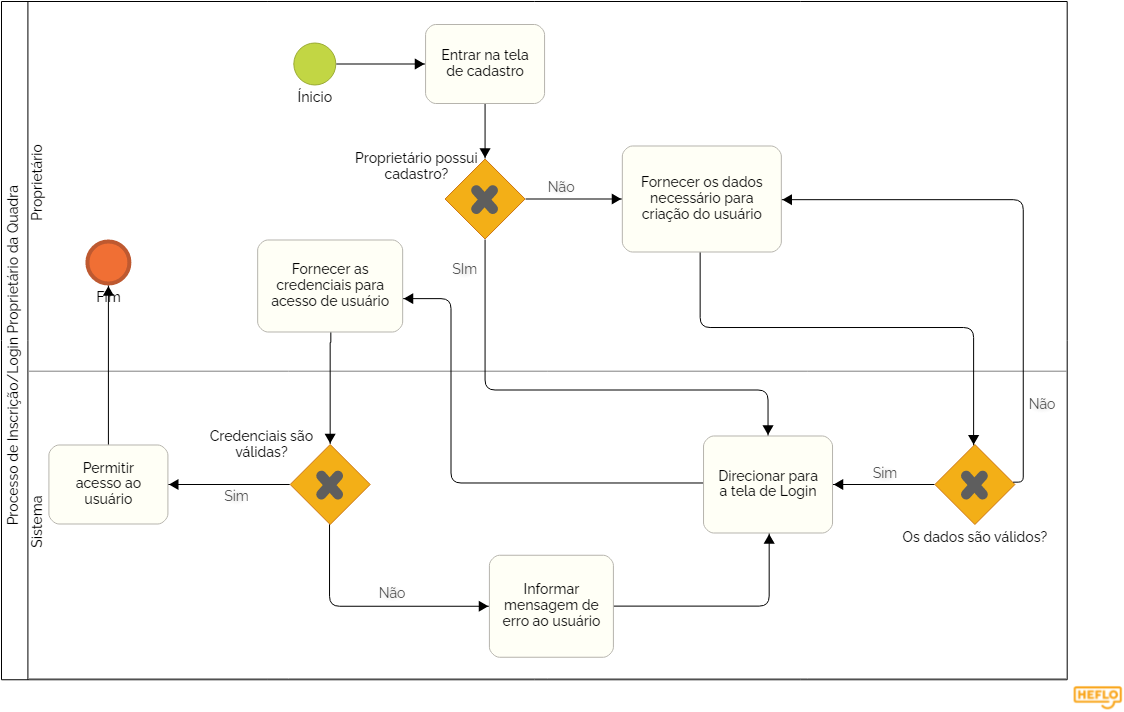 Processo de Inscrição/Login Proprietário da Quadra
Proprietário
Ínicio
Entrar na tela
de cadastro
Proprietário possui
cadastro?
Não
Fornecer os dados
necessário para
criação do usuário
SIm
Fornecer as
credenciais para
acesso de usuário
Fim
Sistema
Não
Credenciais são
válidas?
Permitir
acesso ao
usuário
Sim
Direcionar para
a tela de Login
Sim
Os dados são válidos?
Não
Informar
mensagem de
erro ao usuário
HEFLO